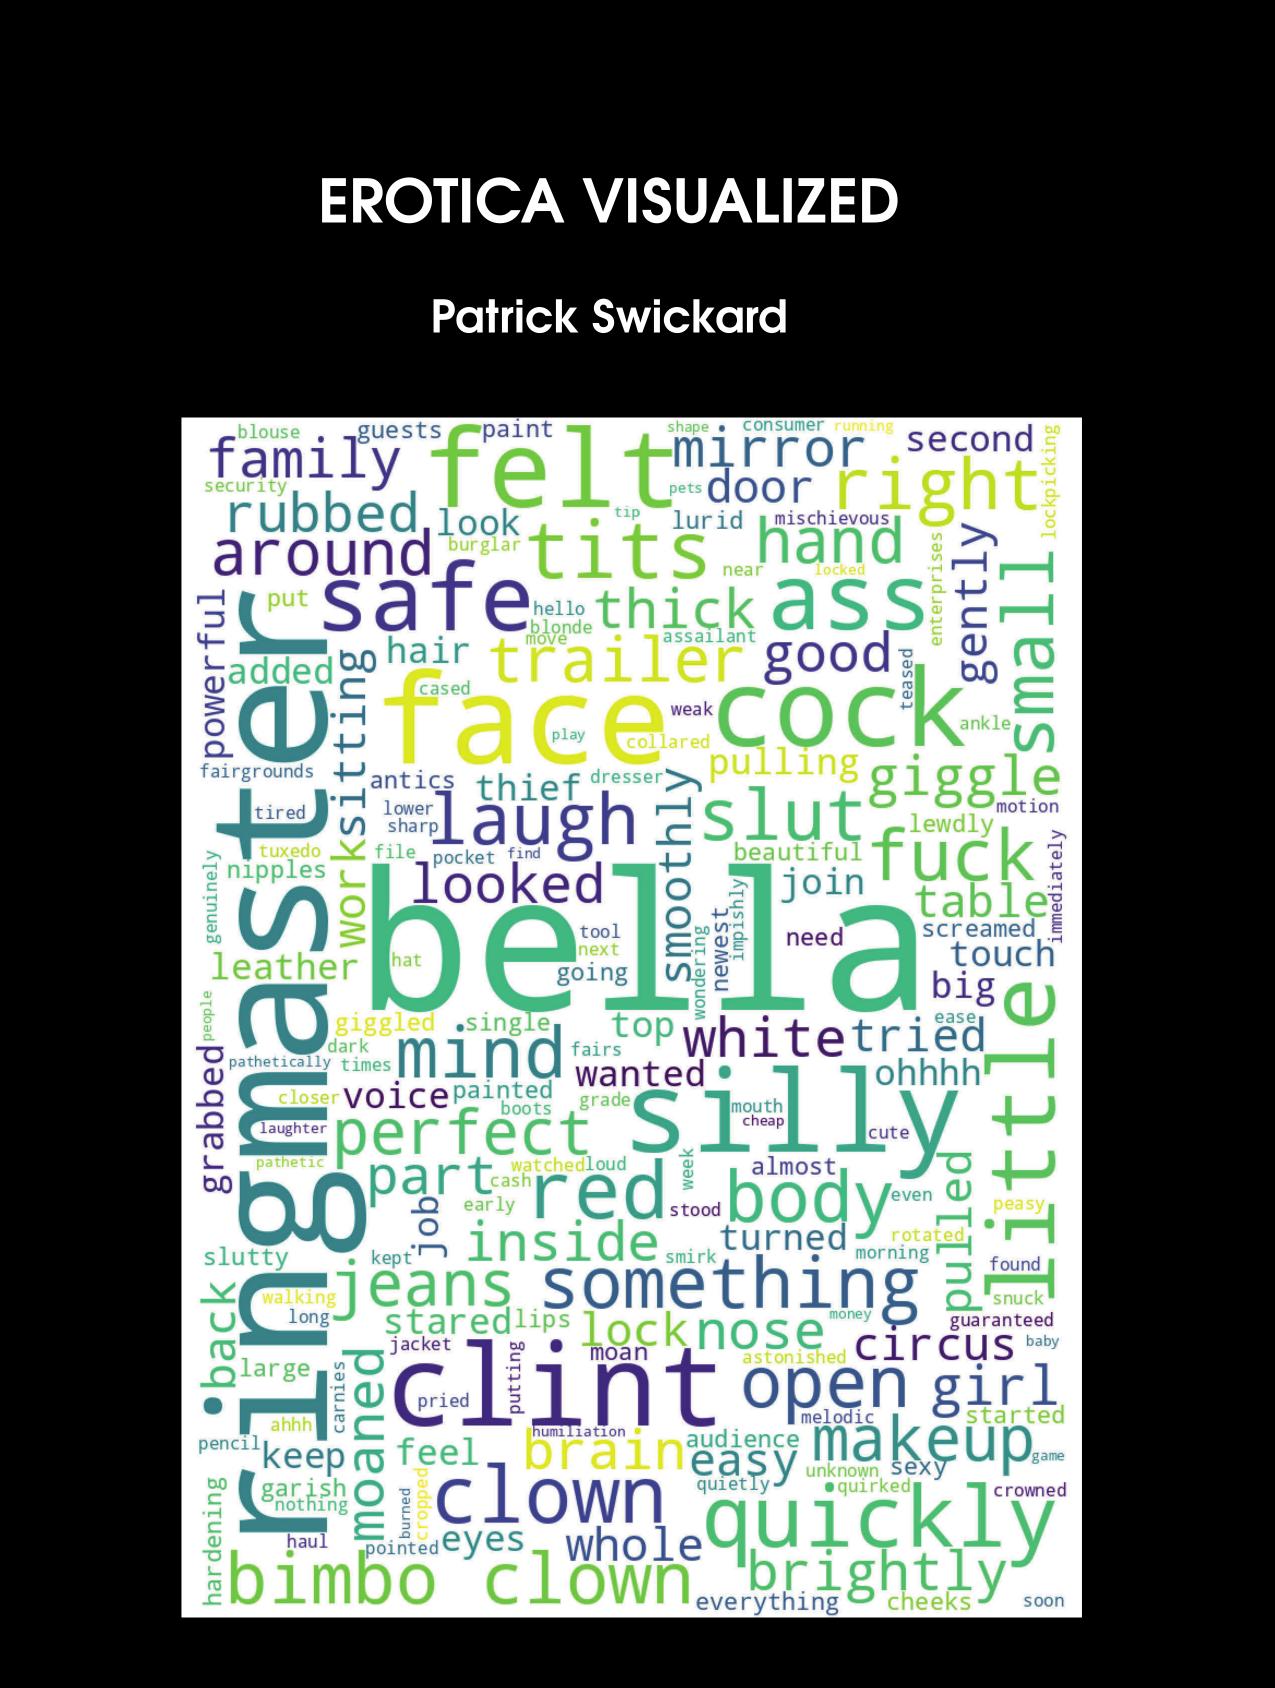 EROTICA VISUALIZED
Patrick Swickard
blouse
guests
paint
shape
consumer
running
family
felt
mirror
second
security
pets
door
right
lockpicking
rubbed
look
tip
lurid
mischievous
around
burglar
tits
near
hand
locked
enterprises
gently
small
powerful
put
safe
hello
blonde
move
thick
assailant
ass
added
hair
trailer
good
teased
sitting
cased
face
weak
cock
ankle
play
collared
pulling
giggle
fairgrounds
antics
thief
dresser
motion
tired
lower
sharp
laugh
smoothly
slut
lewdly
tuxedo
file
pocket
find
beautiful
fuck
immediately
genuinely
nipples
work
looked
join
table
ringmaster
bella
tool
next
going
wondering
newest
impishly
need
screamed
touch
leather
hat
big
people
giggled
single
top
white
tried
ease
little
grabbed
pathetically
dark
times
mind
fairs
wanted
ohhhh
closer
voice
painted
boots
grade
silly
mouth
cheap
cute
laughter
perfect
pathetic
part
watched
loud
week
almost
cash
red
body
even
early
stood
peasy
job
inside
turned
rotated
pulled
slutty
kept
smirk
morning
found
walking
jeans
something
snuck
back
long
stared
lips
lock
nose
money
guaranteed
jacket
moan
circus
baby
large
carnies
clint
putting
astonished
pried
open
girl
ahhh
moaned
melodic
started
pencil
keep
feel
humiliation
brain
audience
easy
makeup
game
garish
nothing
unknown
sexy
quietly
quirked
crowned
hardening
burned
cropped
clown
quickly
haul
pointed
eyes
whole
bimbo clown
brightly
everything
cheeks
soon